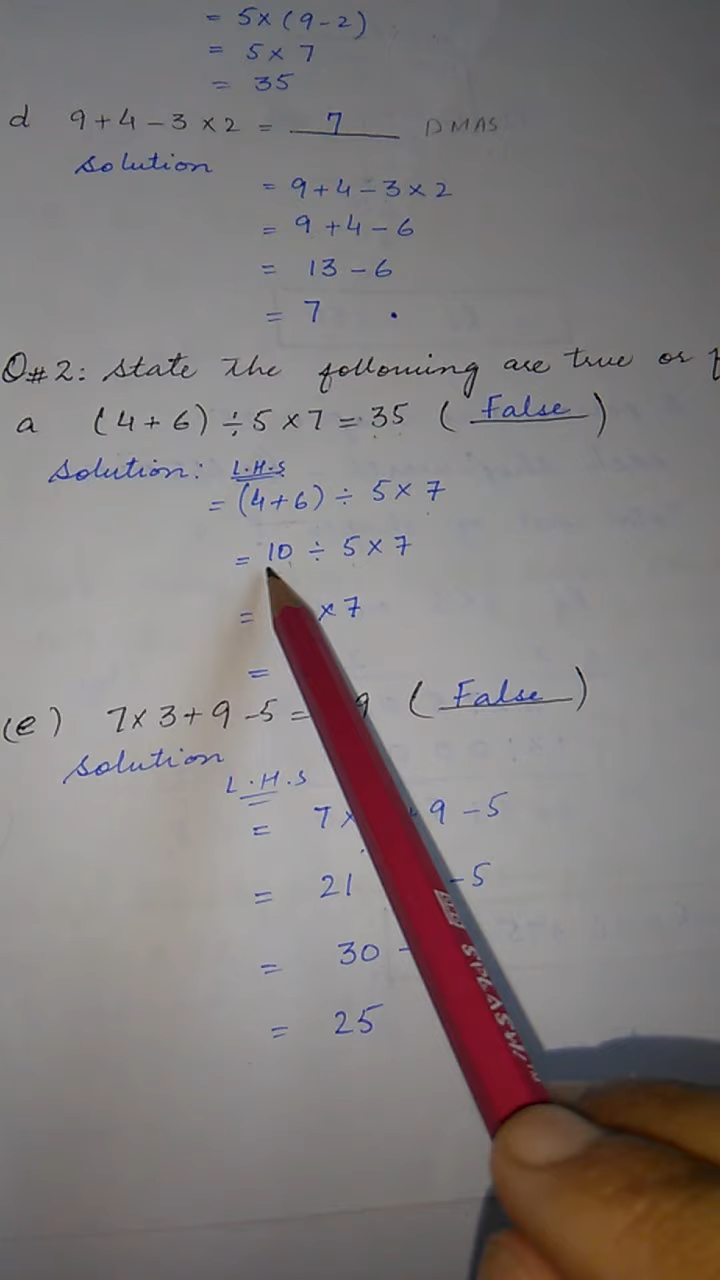 = 5×(9-2)
= 5×7
= 35
d 9+4-3×2 = 7 DMAS
Solution
= 9+4-3×2
= 9+4-6
= 13-6
= 7 .
Q#2: State the following are true or
a (4+6)÷5×7=35 (False)
Solution: L.H.S
= (4+6)÷ 5×7
= 10 ÷ 5×7
= ×7
=
(e) 7×3+9-5= 9 (False)
Solution
L.H.S
= 7× 9-5
= 21 -5
= 30 -
= 25